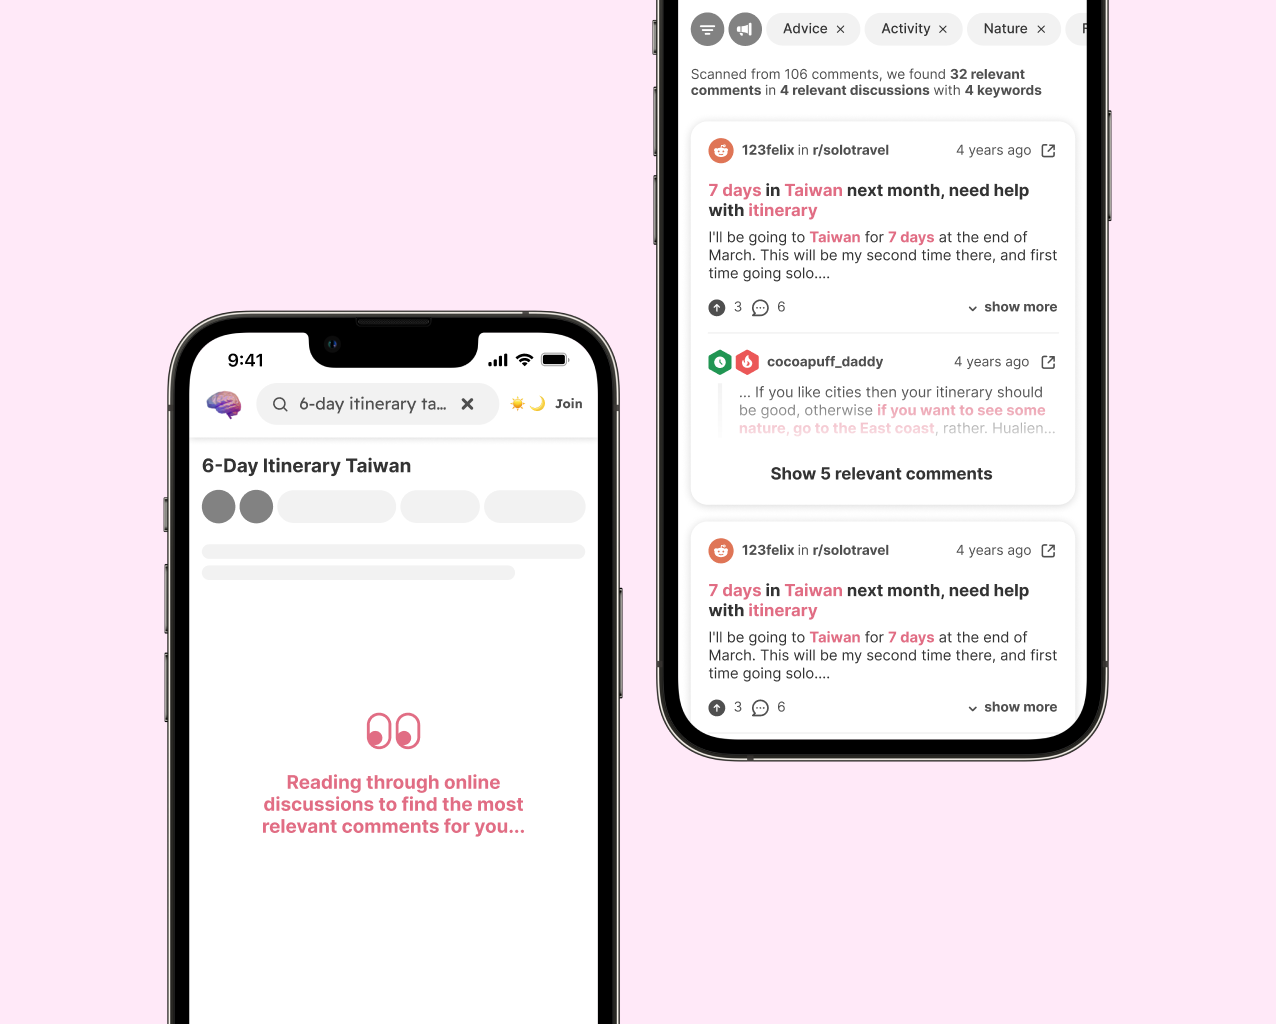 9:41
6-day itinerary ta...
Join
6-Day Itinerary Taiwan
Reading through online
discussions to find the most
relevant comments for you...
Advice
Activity
Nature
Scanned from 106 comments, we found 32 relevant
comments in 4 relevant discussions with 4 keywords
123felix in r/solotravel
4 years ago
7 days in Taiwan next month, need help
with itinerary
I'll be going to Taiwan for 7 days at the end of
March. This will be my second time there, and first
time going solo....
3 6
show more
cocoapuff_daddy
4 years ago
... If you like cities then your itinerary should
be good, otherwise if you want to see some
nature, go to the East coast, rather. Hualien...
Show 5 relevant comments
123felix in r/solotravel
4 years ago
7 days in Taiwan next month, need help
with itinerary
I'll be going to Taiwan for 7 days at the end of
March. This will be my second time there, and first
time going solo....
3 6
show more